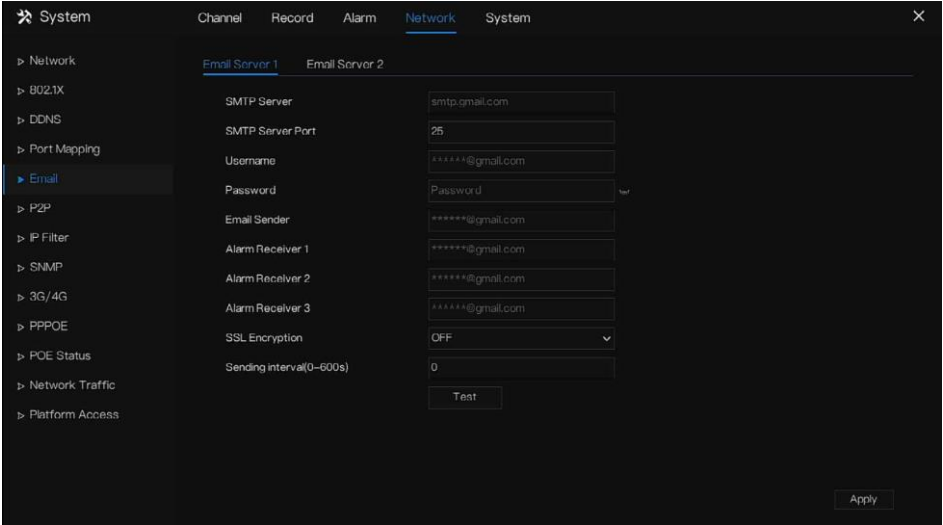 System Channel Record Alarm Network System
Network
Email Server 1 Email Server 2
802.1X
SMTP Server smtp.gmail.com
DDNS
SMTP Server Port 25
Port Mapping
Username ******@gmail.com
Email
Password Password
P2P
Email Sender ******@gmail.com
IP Filter
Alarm Receiver 1 ******@gmail.com
SNMP
Alarm Receiver 2 ******@gmail.com
3G/4G
Alarm Receiver 3 ******@gmail.com
PPPOE
SSL Encryption OFF
POE Status
Sending interval(0-600s) 0
Network Traffic
Test
Platform Access
Apply